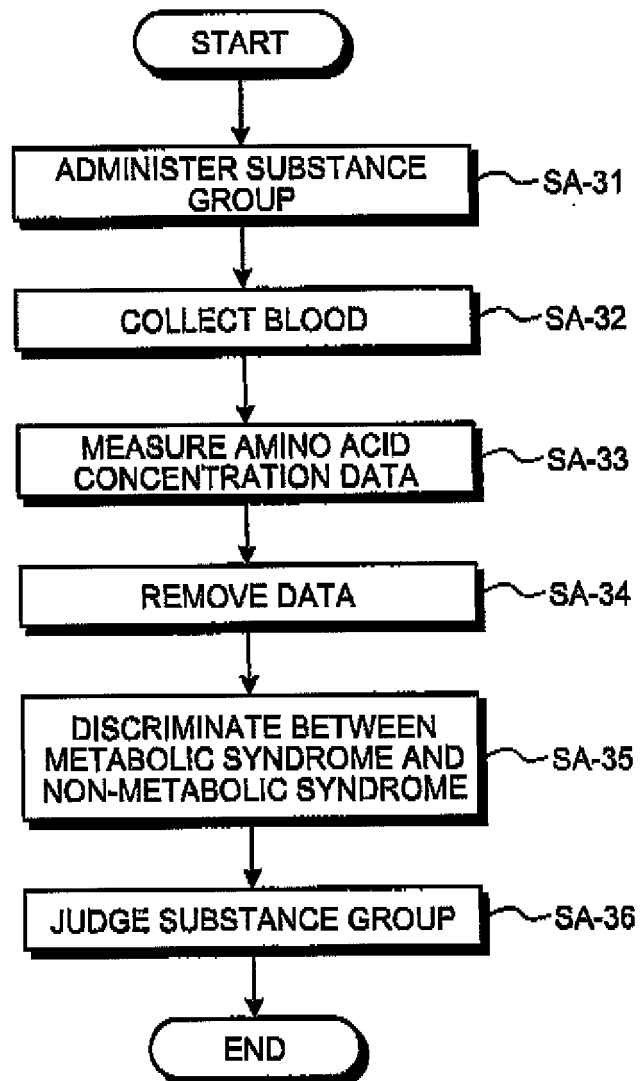 START
ADMINISTER SUBSTANCE
GROUP
SA-31
COLLECT BLOOD
SA-32
MEASURE AMINO ACID
CONCENTRATION DATA
SA-33
REMOVE DATA
SA-34
DISCRIMINATE BETWEEN
METABOLIC SYNDROME AND
NON-METABOLIC SYNDROME
SA-35
JUDGE SUBSTANCE GROUP
SA-36
END